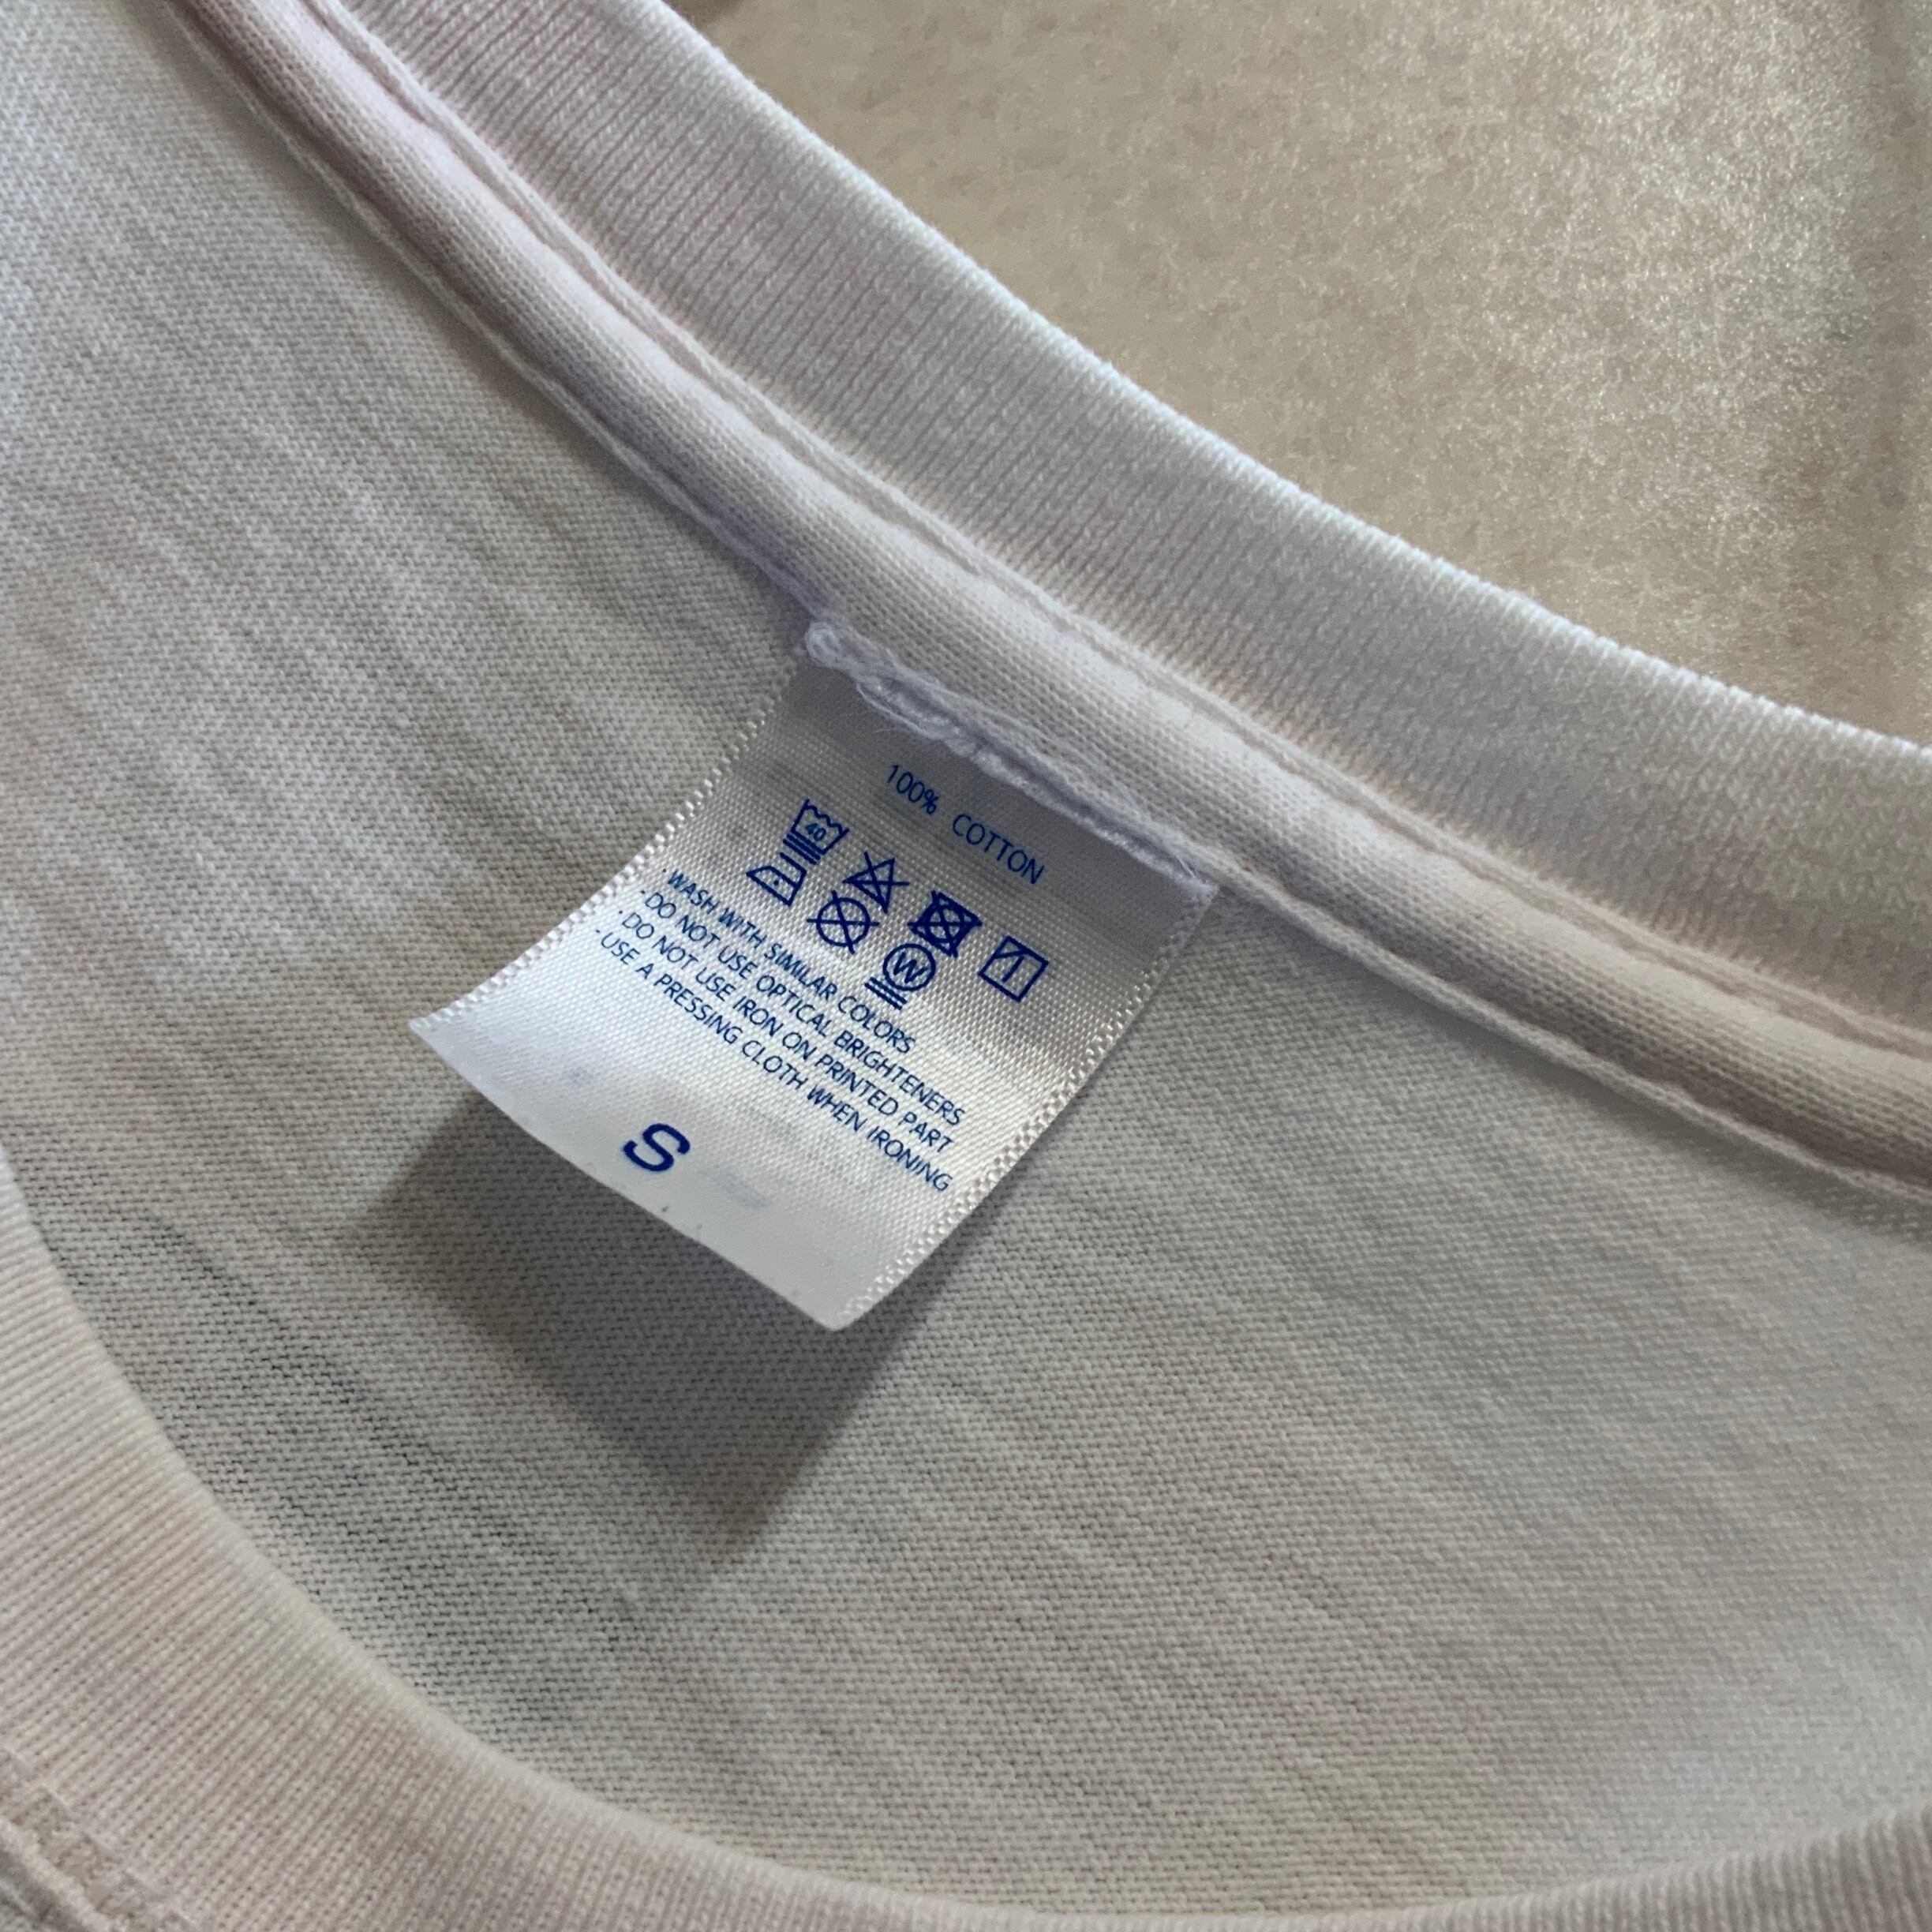 100% COTTON
40
W
· WASH WITH SIMILAR COLORS
· DO NOT USE OPTICAL BRIGHTENERS
· DO NOT USE IRON ON PRINTED PART
· USE A PRESSING CLOTH WHEN IRONING
S